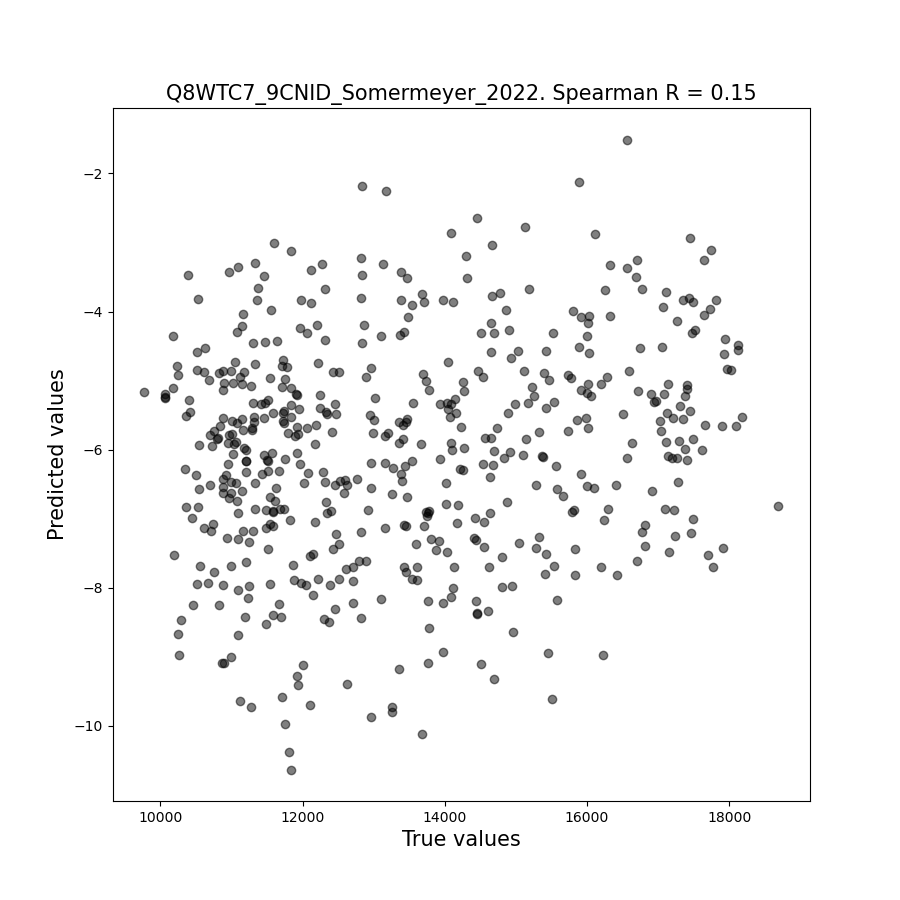 Q8WTC7_9CNID_Somermeyer_2022. Spearman R = 0.15
−2
−4
−6
−8
−10
Predicted values
10000 12000 14000 16000 18000
True values